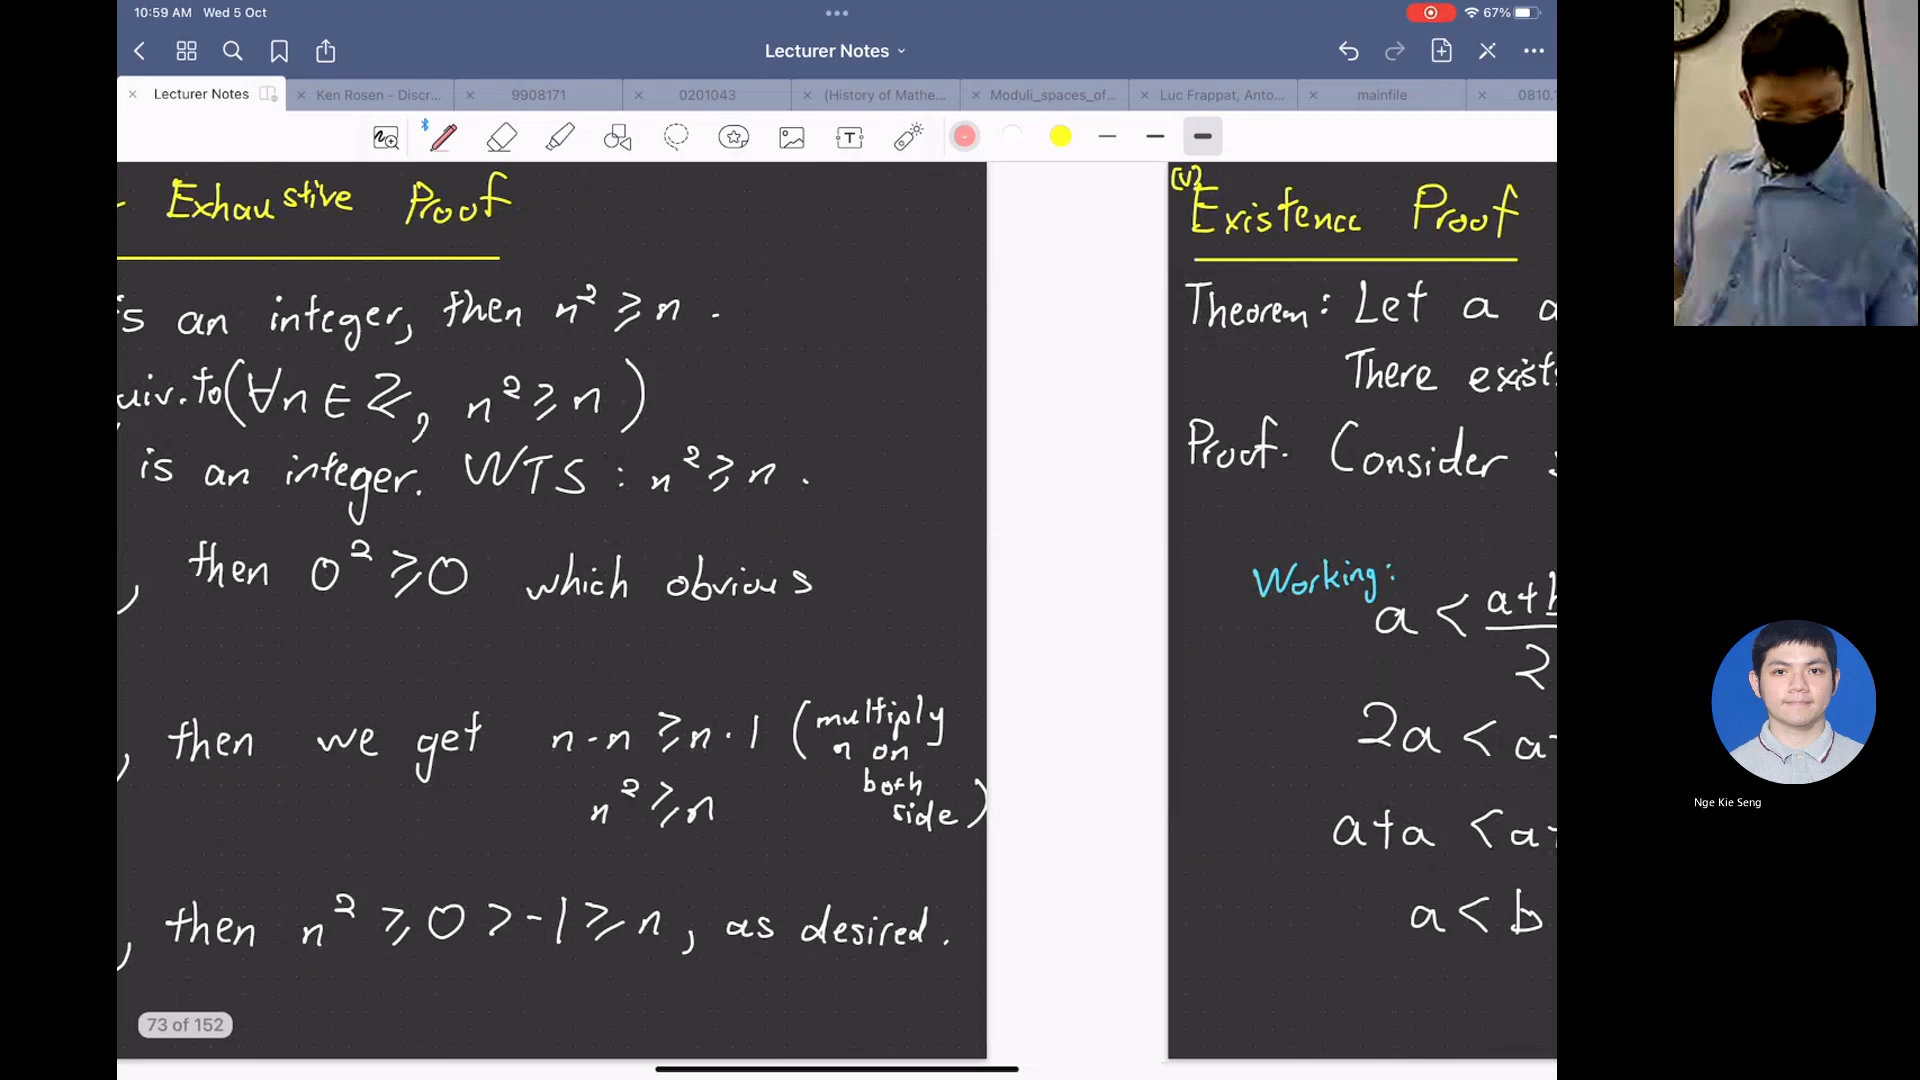 10:59 AM Wed 5 Oct
67%
Lecturer Notes
Lecturer Notes
Ken Rosen - Discr...
9908171
0201043
(History of Mathe...
Moduli_spaces_of...
Luc Frappat, Anto...
mainfile
0810.
Exhaustive Proof
is an integer, then n² ≥ n.
uiv. to (∀n ∈ ℤ, n² ≥ n)
is an integer. WTS : n² ≥ n.
, then 0² ≥ 0 which obvious
, then we get n·n ≥ n·1 (multiply
n on
both
side)
n² ≥ n
, then n² ≥ 0 > -1 ≥ n, as desired.
73 of 152
(v)
Existence Proof
Theorem: Let a
There exists
Proof. Consider
Working:
a < a+b
2
2a < a
a+a < a+
a < b
Nge Kie Seng